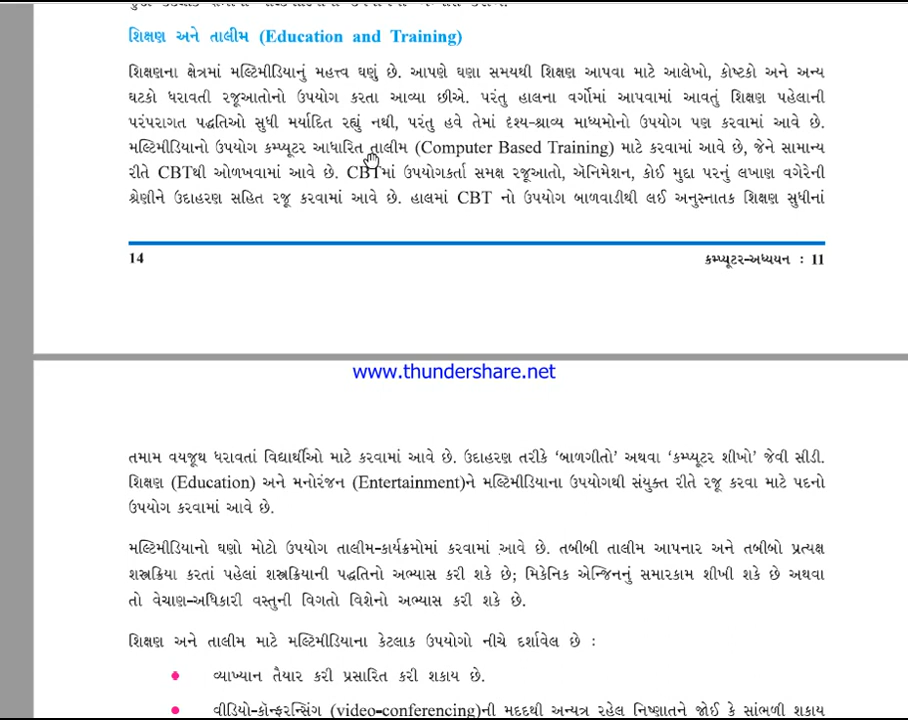 શિક્ષણ અને તાલીમ (Education and Training)
શિક્ષણના ક્ષેત્રમાં મલ્ટિમીડિયાનું મહત્ત્વ ઘણું છે. આપણે ઘણા સમયથી શિક્ષણ આપવા માટે આલેખો, કોષ્ટકો અને અન્ય
ઘટકો ધરાવતી રજૂઆતોનો ઉપયોગ કરતા આવ્યા છીએ. પરંતુ હાલના વર્ગોમાં આપવામાં આવતું શિક્ષણ પહેલાની
પરંપરાગત પદ્ધતિઓ સુધી મર્યાદિત રહ્યું નથી, પરંતુ હવે તેમાં દૃશ્ય-શ્રાવ્ય માધ્યમોનો ઉપયોગ પણ કરવામાં આવે છે.
મલ્ટિમીડિયાનો ઉપયોગ કમ્પ્યૂટર આધારિત તાલીમ (Computer Based Training) માટે કરવામાં આવે છે, જેને સામાન્ય
રીતે CBTથી ઓળખવામાં આવે છે. CBTમાં ઉપયોગકર્તા સમક્ષ રજૂઆતો, ઍનિમેશન, કોઈ મુદ્દા પરનું લખાણ વગેરેની
શ્રેણીને ઉદાહરણ સહિત રજૂ કરવામાં આવે છે. હાલમાં CBT નો ઉપયોગ બાળવાડીથી લઈ અનુસ્નાતક શિક્ષણ સુધીનાં
14 કમ્પ્યૂટર-અધ્યયન : 11
www.thundershare.net
તમામ વયજૂથ ધરાવતાં વિદ્યાર્થીઓ માટે કરવામાં આવે છે. ઉદાહરણ તરીકે ‘બાળગીતો’ અથવા ‘કમ્પ્યૂટર શીખો’ જેવી સીડી.
શિક્ષણ (Education) અને મનોરંજન (Entertainment)ને મલ્ટિમીડિયાના ઉપયોગથી સંયુક્ત રીતે રજૂ કરવા માટે પદનો
ઉપયોગ કરવામાં આવે છે.
મલ્ટિમીડિયાનો ઘણો મોટો ઉપયોગ તાલીમ-કાર્યક્રમોમાં કરવામાં આવે છે. તબીબી તાલીમ આપનાર અને તબીબો પ્રત્યક્ષ
શસ્ત્રક્રિયા કરતાં પહેલાં શસ્ત્રક્રિયાની પદ્ધતિનો અભ્યાસ કરી શકે છે; મિકેનિક એન્જિનનું સમારકામ શીખી શકે છે અથવા
તો વેચાણ-અધિકારી વસ્તુની વિગતો વિશેનો અભ્યાસ કરી શકે છે.
શિક્ષણ અને તાલીમ માટે મલ્ટિમીડિયાના કેટલાક ઉપયોગો નીચે દર્શાવેલ છે :
• વ્યાખ્યાન તૈયાર કરી પ્રસારિત કરી શકાય છે.
• વીડિયો-કૉન્ફરન્સિંગ (video-conferencing)ની મદદથી અન્યત્ર રહેલ નિષ્ણાતને જોઈ કે સાંભળી શકાય